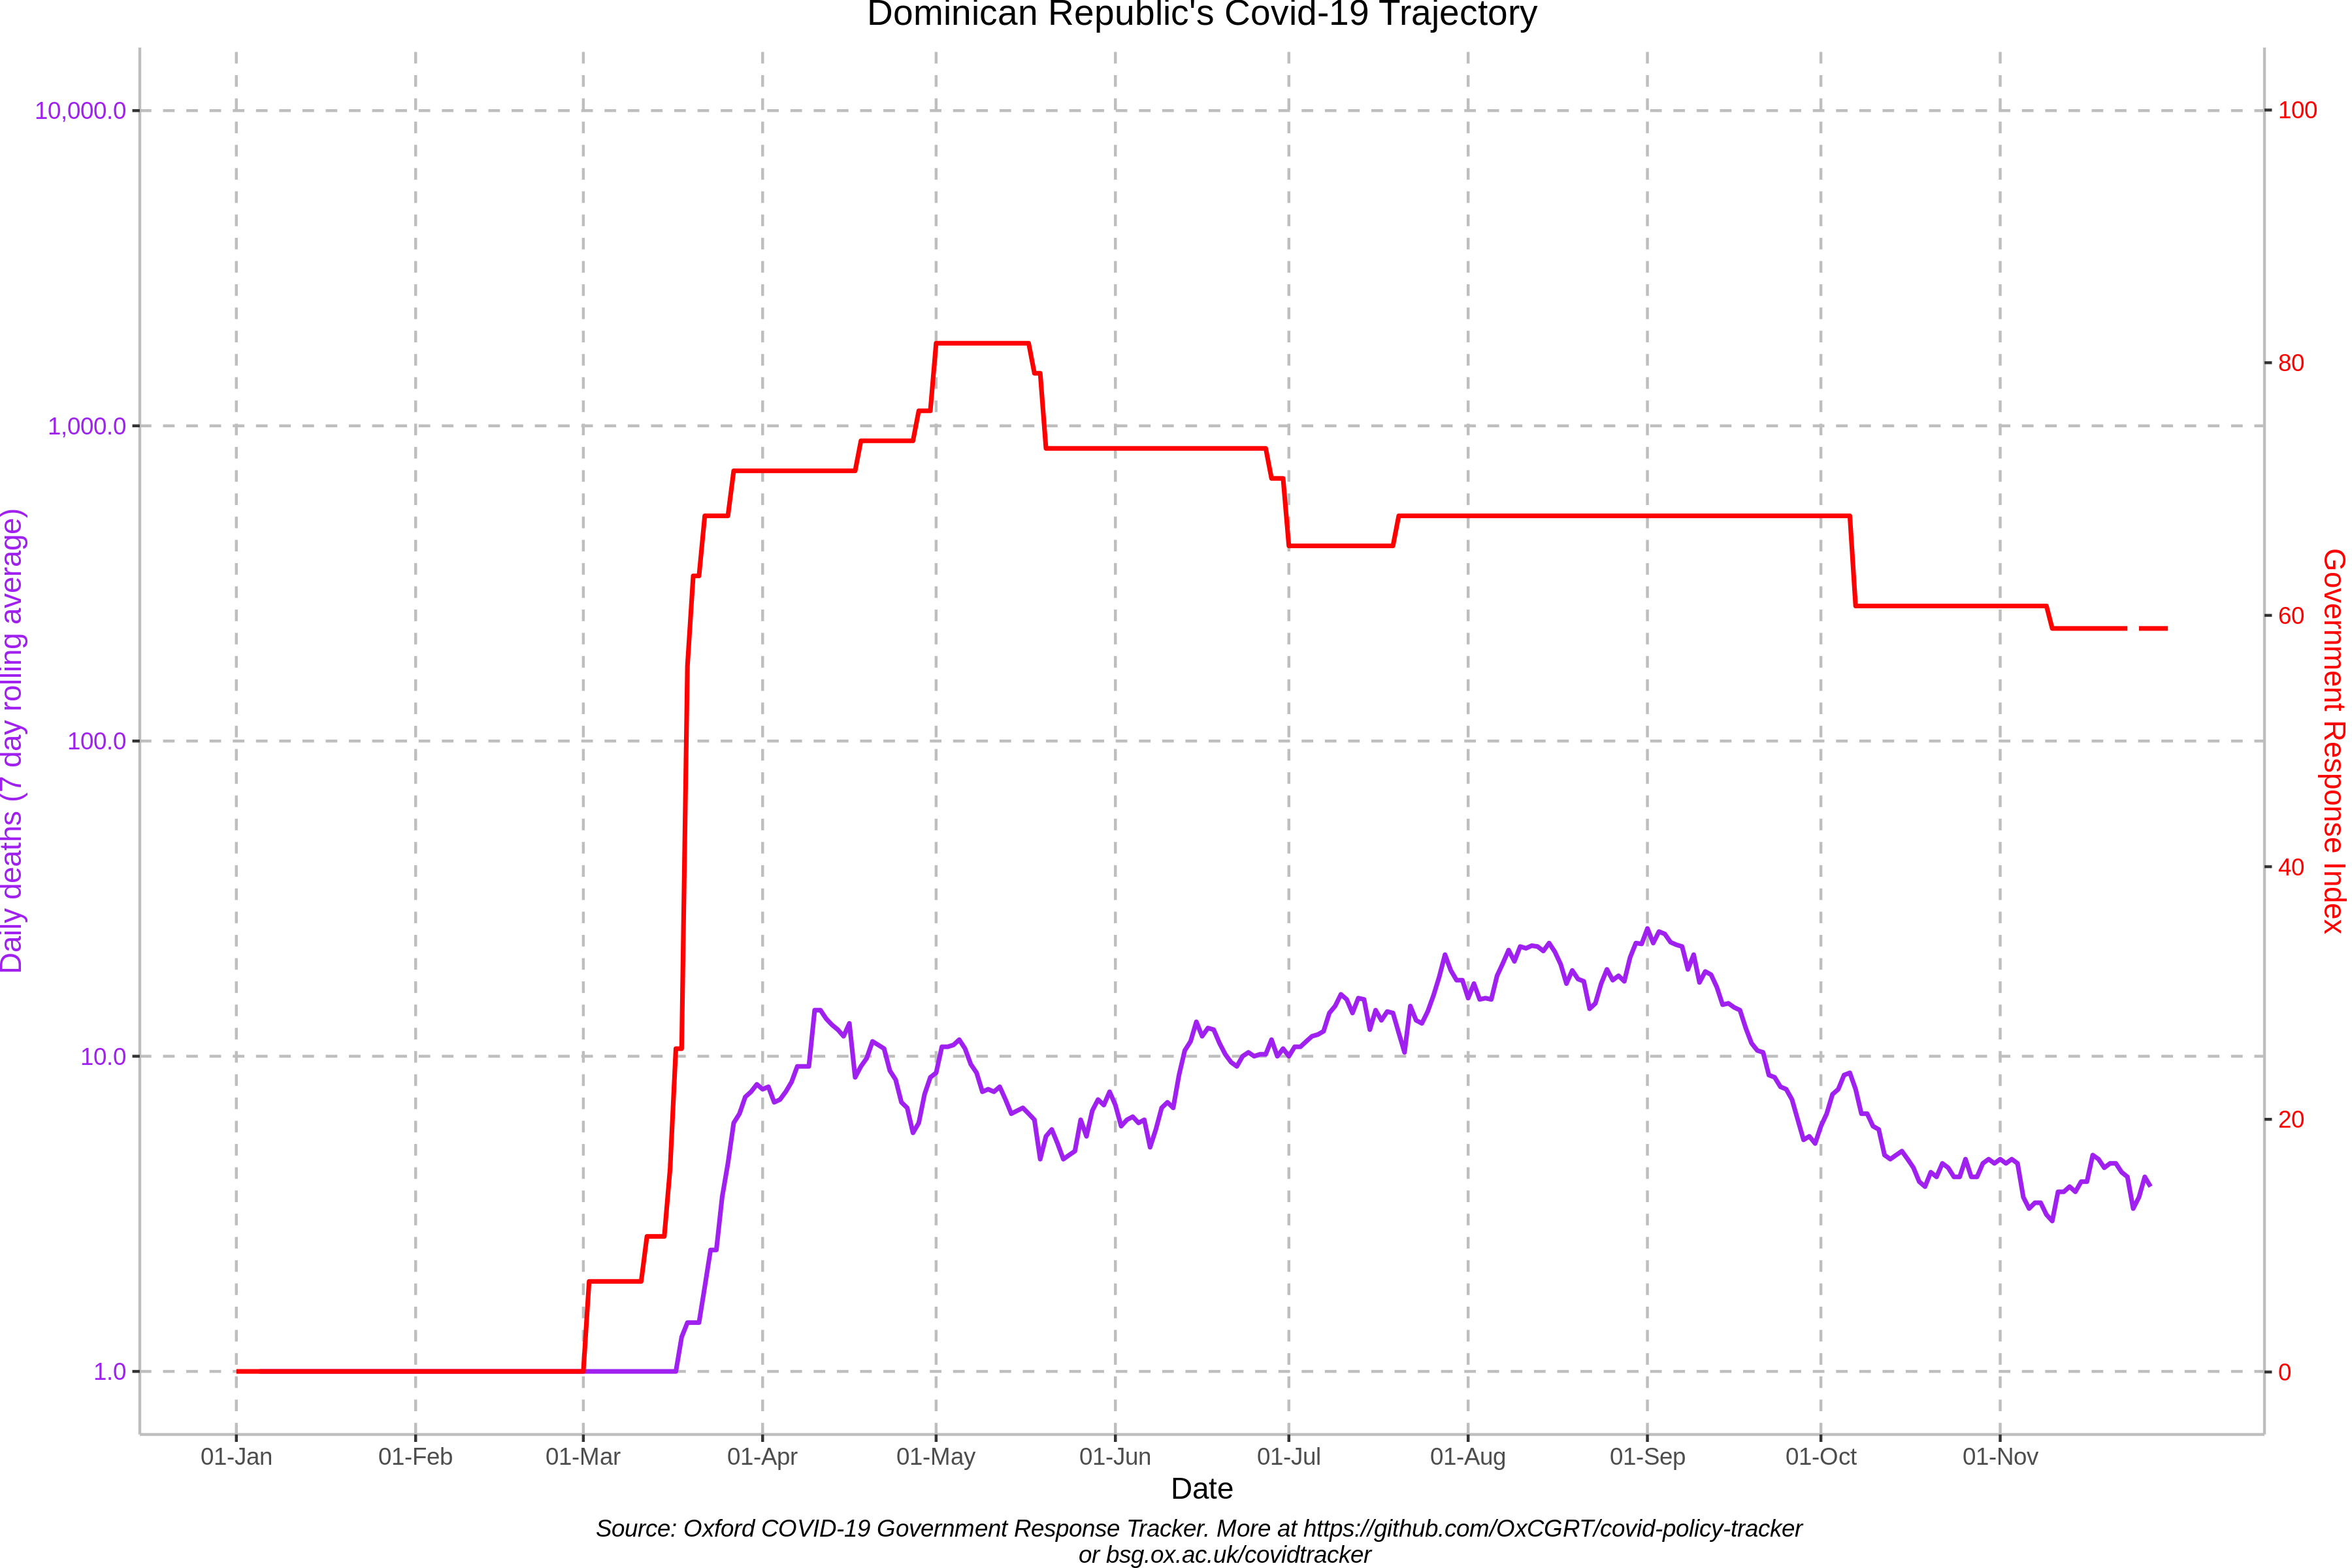 Dominican Republic's Covid-19 Trajectory
10,000.0
1,000.0
100.0
10.0
1.0
Daily deaths (7 day rolling average)
100
80
60
40
20
0
Government Response Index
01-Jan 01-Feb 01-Mar 01-Apr 01-May 01-Jun 01-Jul 01-Aug 01-Sep 01-Oct 01-Nov
Date
Source: Oxford COVID-19 Government Response Tracker. More at https://github.com/OxCGRT/covid-policy-tracker
or bsg.ox.ac.uk/covidtracker